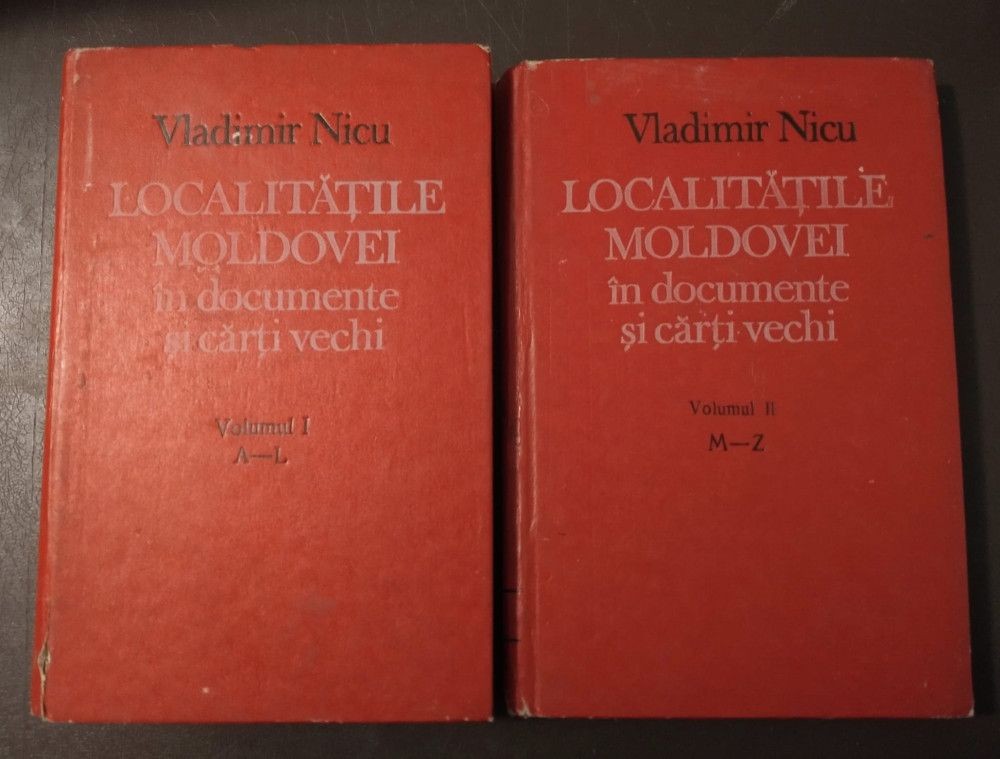 Vladimir Nicu
LOCALITĂȚILE
MOLDOVEI
în documente
și cărți vechi
Volumul I
A—L
Vladimir Nicu
LOCALITĂȚILE
MOLDOVEI
în documente
și cărți vechi
Volumul II
M—Z